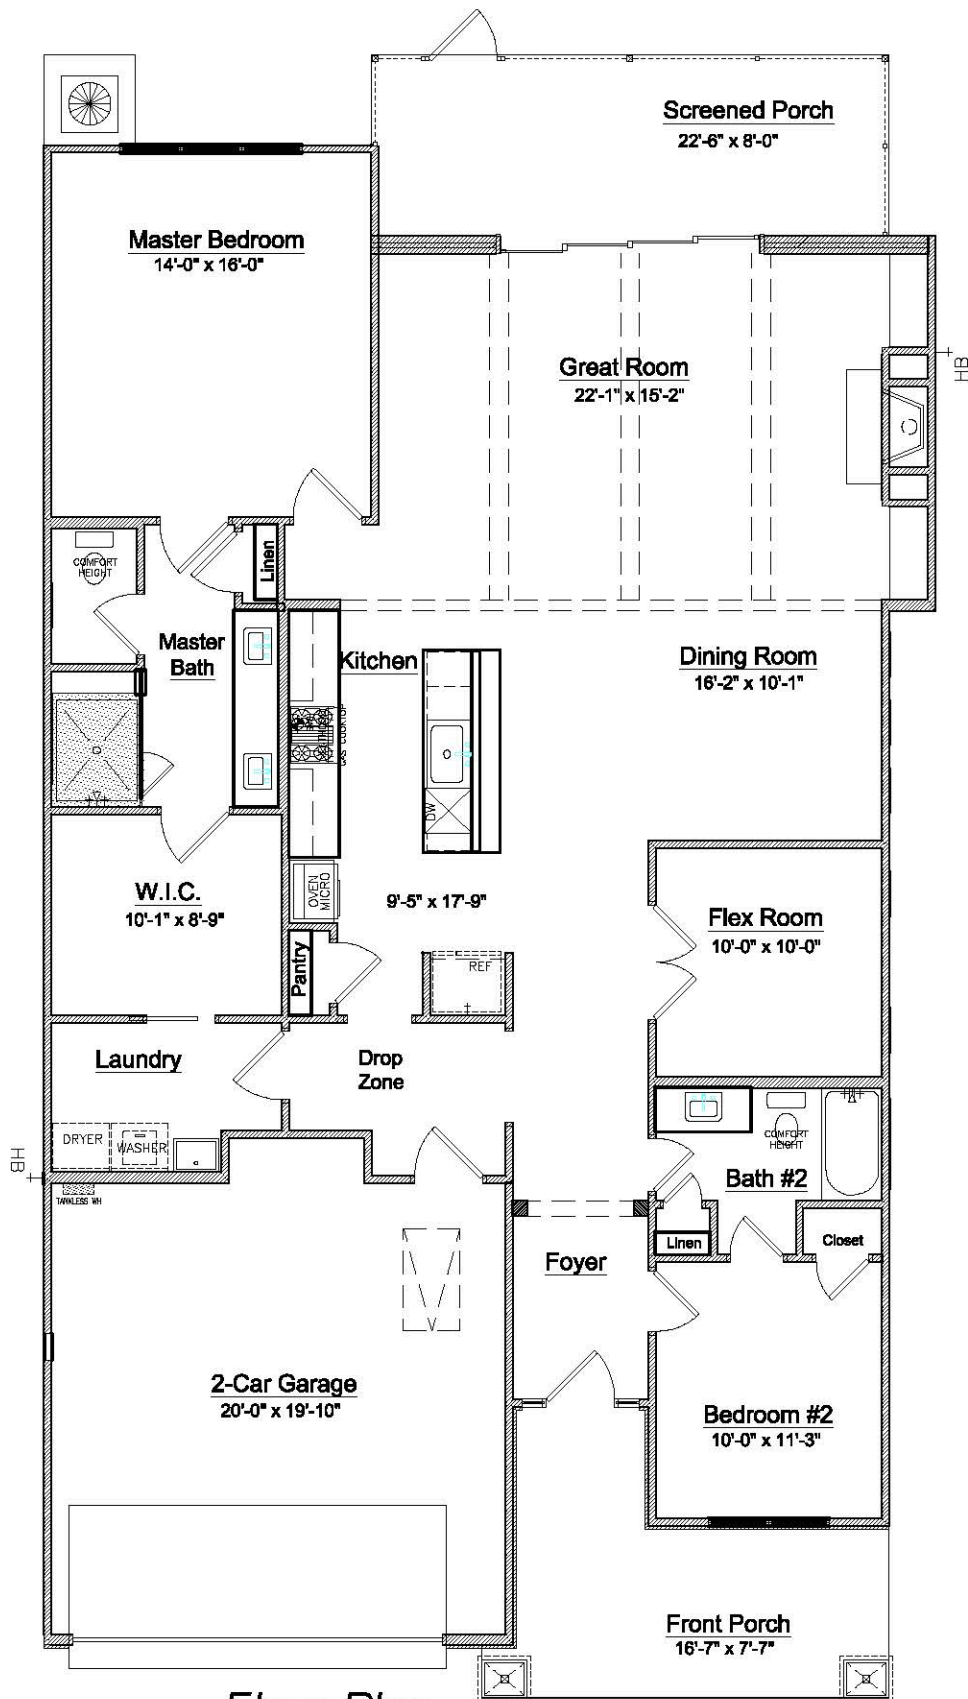 Screened Porch
22'-6" x 8'-0"
Master Bedroom
14'-0" x 16'-0"
Great Room
22'-1" x 15'-2"
HB
COMFORT
HEIGHT
Linen
Master
Bath
Kitchen
Dining Room
16'-2" x 10'-1"
GAS COOKTOP
DW
W.I.C.
10'-1" x 8'-9"
OVEN
MICRO
9'-5" x 17'-9"
Flex Room
10'-0" x 10'-0"
Pantry
REF
Laundry
Drop
Zone
DRYER
WASHER
COMFORT
HEIGHT
HB
TANKLESS WH
Bath #2
Linen
Closet
Foyer
2-Car Garage
20'-0" x 19'-10"
Bedroom #2
10'-0" x 11'-3"
Front Porch
16'-7" x 7'-7"
Floor Plan